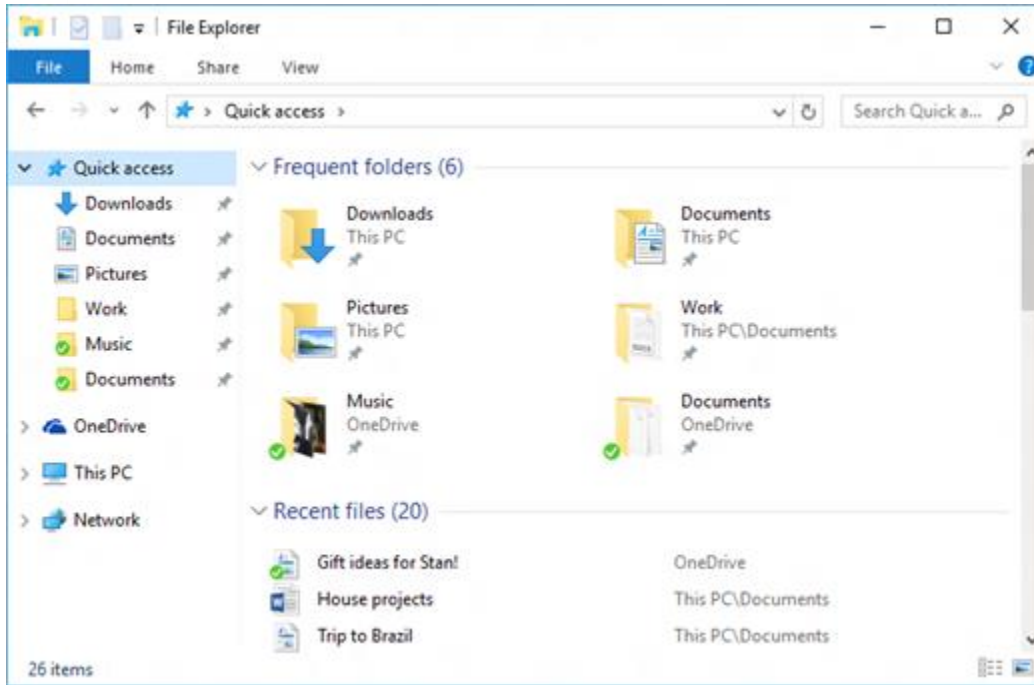 File Explorer
File Home Share View ?
Quick access Search Quick a...
Quick access
Downloads
Documents
Pictures
Work
Music
Documents
OneDrive
This PC
Network
Frequent folders (6)
Downloads Documents
This PC This PC
Pictures Work
This PC This PC\Documents
Music Documents
OneDrive OneDrive
Recent files (20)
Gift ideas for Stan! OneDrive
House projects This PC\Documents
Trip to Brazil This PC\Documents
26 items